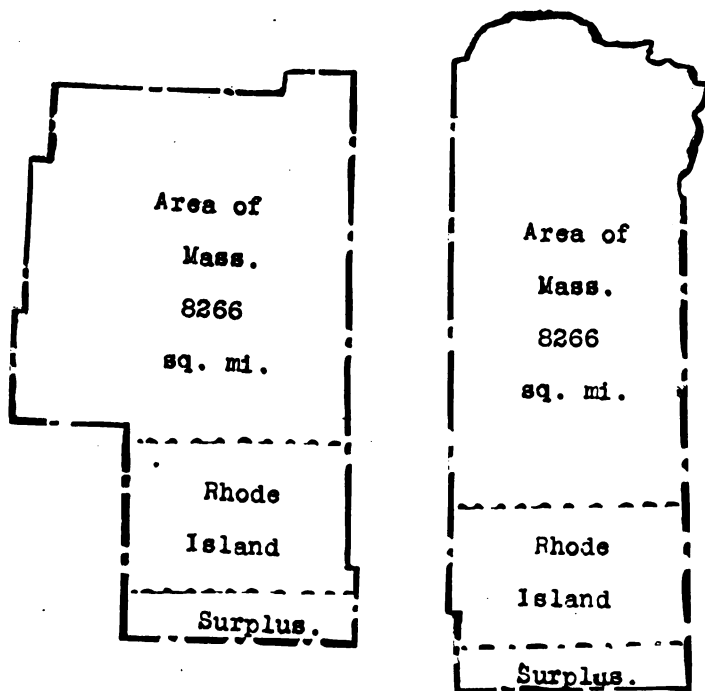 Area of
Mass.
8266
sq. mi.
Rhode
Island
Surplus.
Area of
Mass.
8266
sq. mi.
Rhode
Island
Surplus.